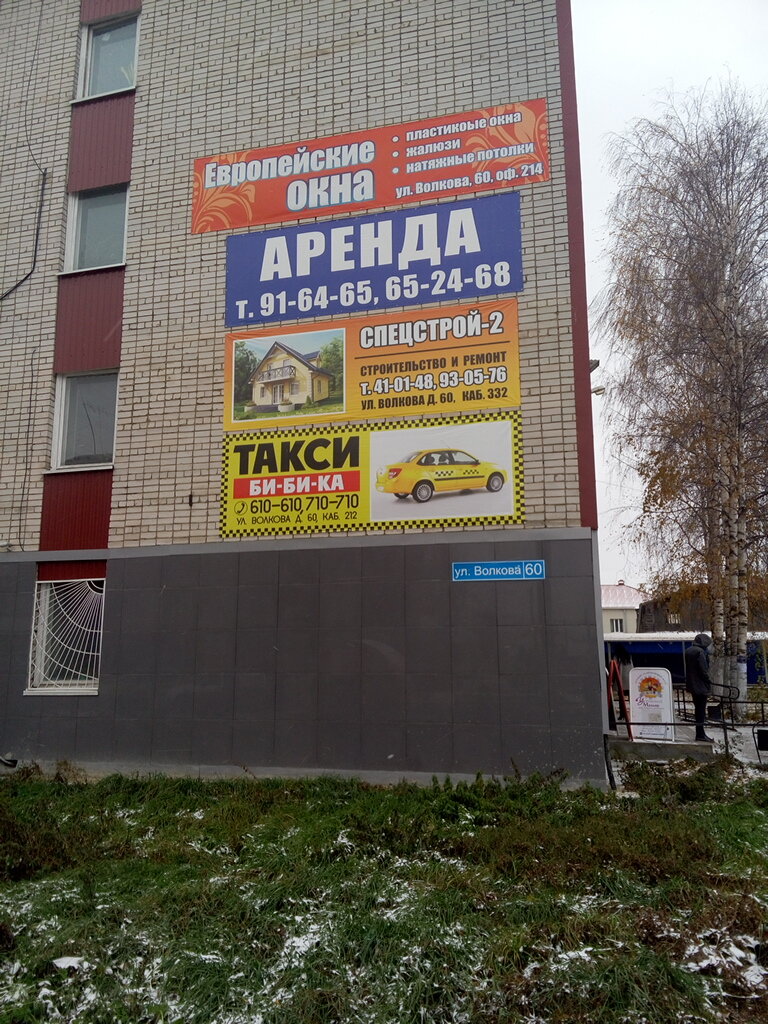 Европейские
окна
• пластикоые окна
• жалюзи
• натяжные потолки
ул. Волкова, 60, оф. 214
АРЕНДА
т. 91-64-65, 65-24-68
СПЕЦСТРОЙ-2
СТРОИТЕЛЬСТВО И РЕМОНТ
Т. 41-01-48, 93-05-76
УЛ. ВОЛКОВА Д. 60, КАБ. 332
ТАКСИ
БИ-БИ-КА
610-610, 710-710
УЛ. ВОЛКОВА Д. 60, КАБ. 212
ул. Волкова 60